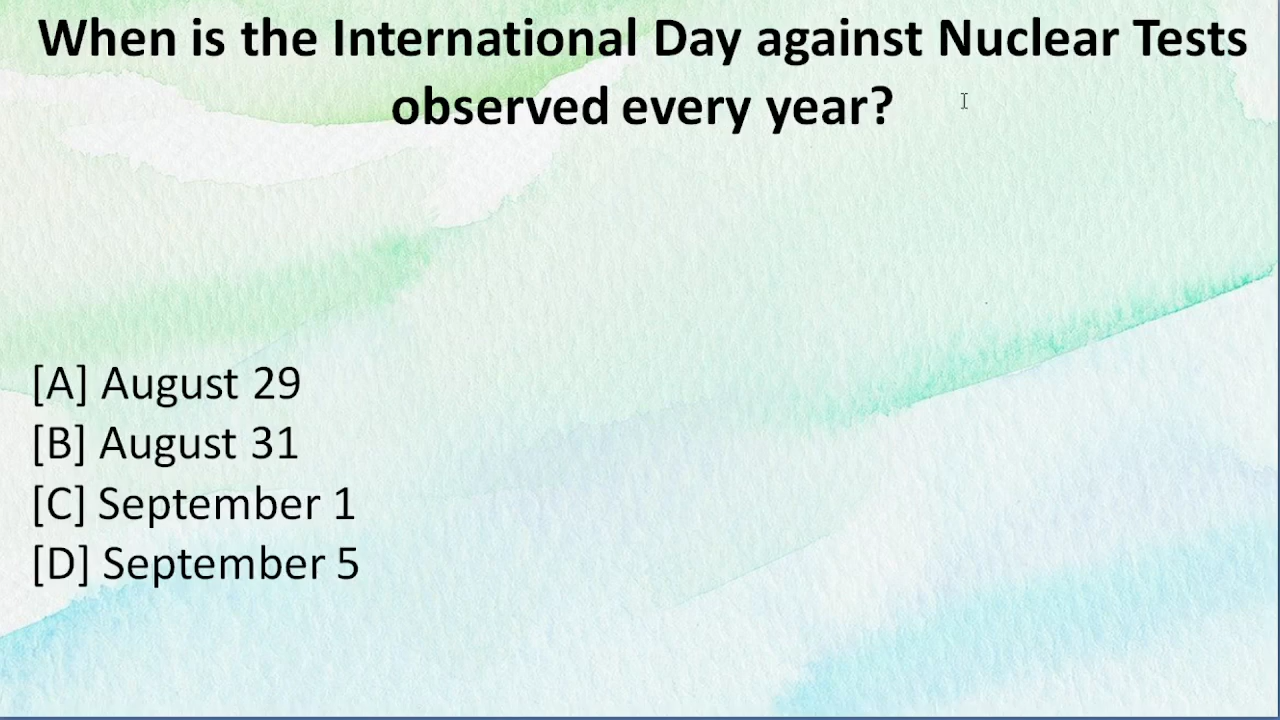 When is the International Day against Nuclear Tests
observed every year?
[A] August 29
[B] August 31
[C] September 1
[D] September 5